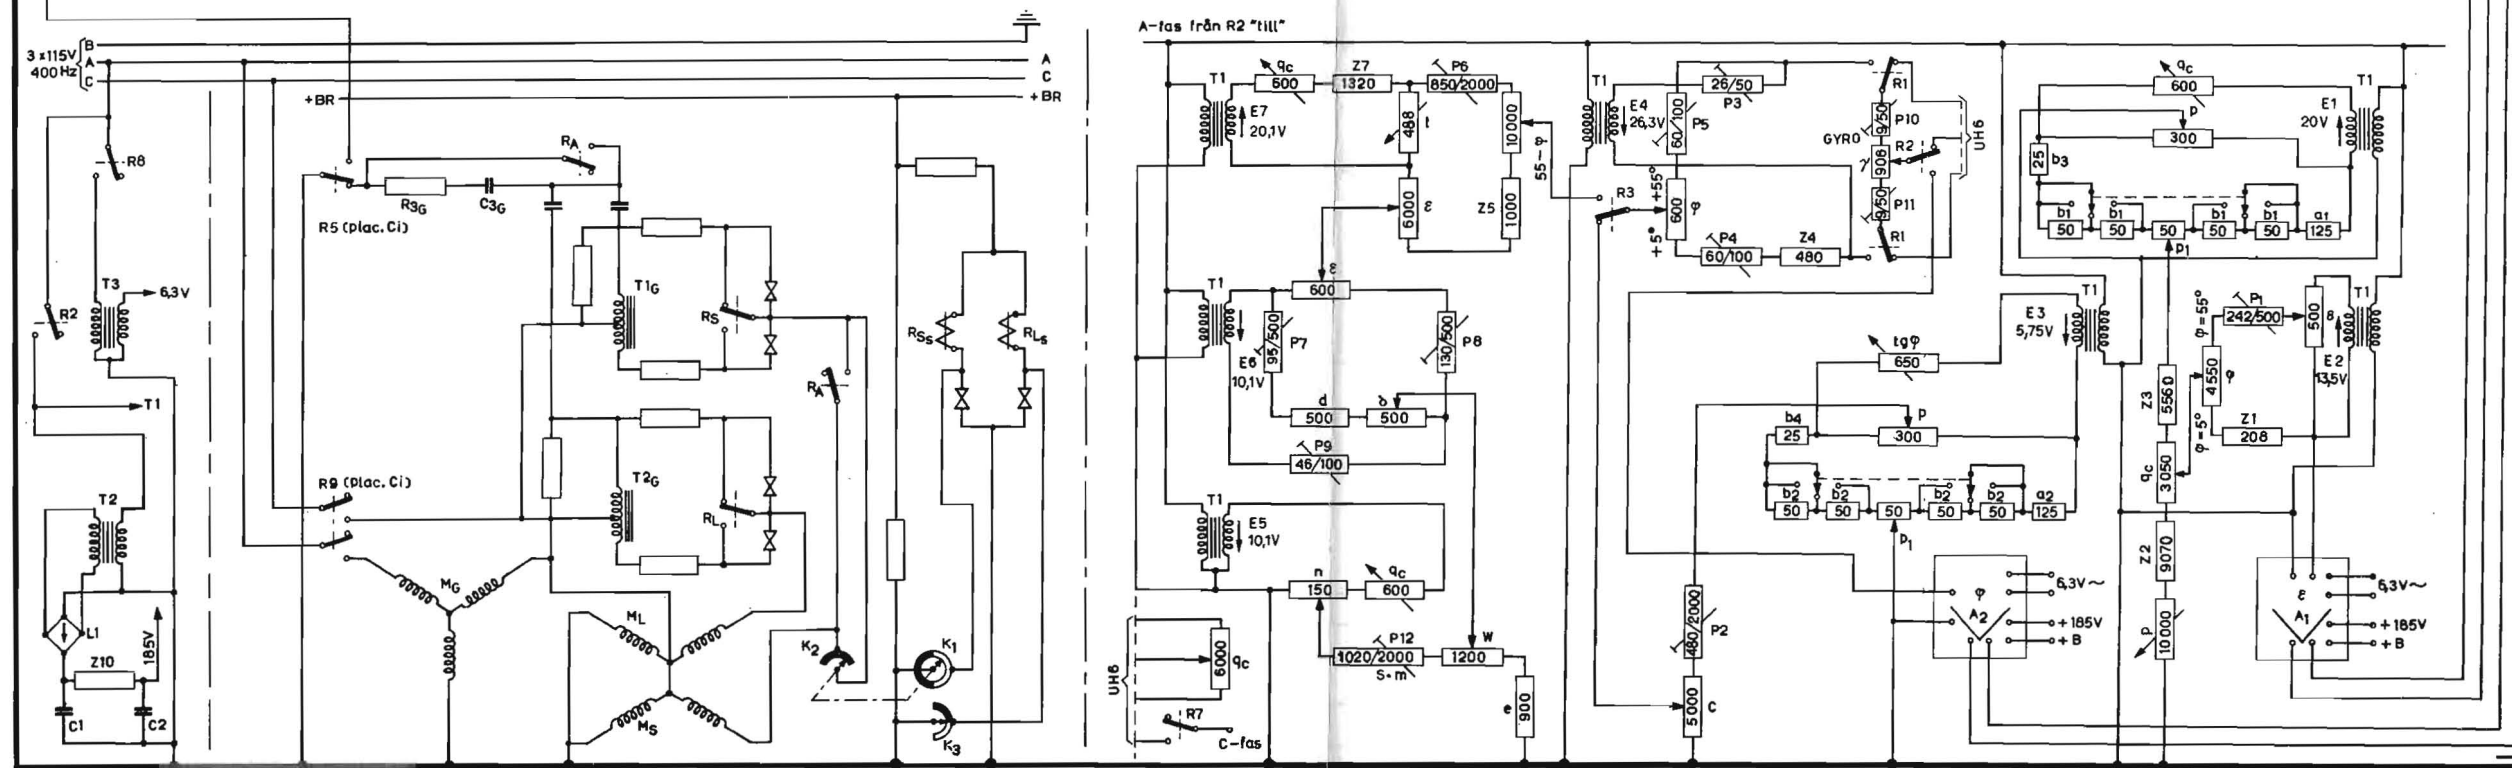 B
3×115V A
400Hz C
A
C
+BR
+BR
R8
R2
T3
6,3V
T1
T2
L1
Z10
185V
C1
C2
R5 (plac. Ci)
R3G
C3G
RA
T1G
RS
RA
R9 (plac. Ci)
T2G
RL
MG
ML
MS
RSs
RLs
K2
K1
K3
A-fas från R2 "till"
T1
E7
20,1V
qc
600
Z7
1320
P6
850/2000
488
t
10000
55-φ
6000
ε
Z5
1000
ε
600
T1
E6
10,1V
95/500
P7
130/500
P8
d
500
δ
500
P9
46/100
T1
E5
10,1V
n
150
qc
600
UH6
6000
qc
R7
C-fas
P12
1020/2000
S·m
W
1200
e
900
T1
E4
26,3V
60/100
P5
26/50
P3
R3
+55°
600
φ
+5°
P4
60/100
Z4
480
R1
9/50
P10
GYRO
γ
908
R2
9/50
P11
R1
UH6
480/2000
P2
5000
C
qc
600
T1
E1
20V
p
300
25
b3
b1
50
b1
50
50
p1
b1
50
b1
50
a1
125
T1
E3
5,75V
tgφ
650
b4
25
p
300
b2
50
b2
50
50
p1
b2
50
b2
50
a2
125
φ
A2
6,3V~
+185V
+B
Z3
5560
qc
3050
Z2
9070
p
10000
φ=55°
4550
φ
φ=5°
P1
242/500
500
8
T1
E2
13,5V
Z1
208
ε
A1
6,3V~
+185V
+B